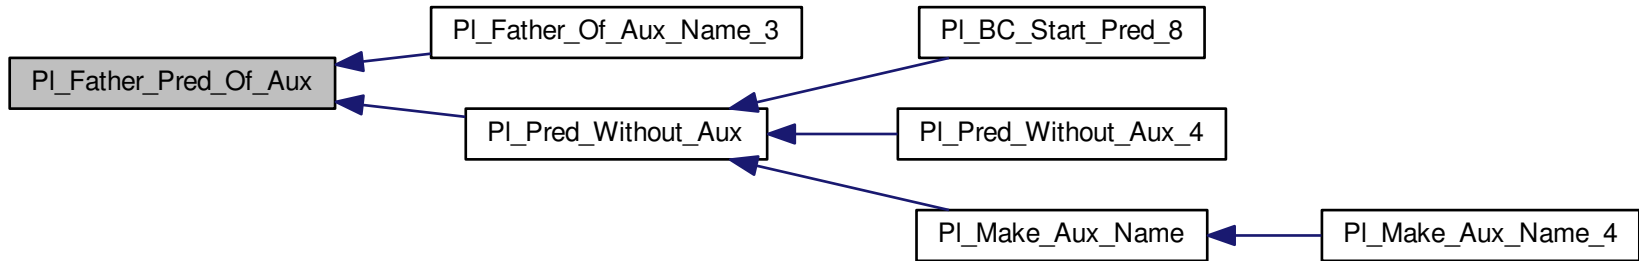 Pl_Father_Pred_Of_Aux
Pl_Father_Of_Aux_Name_3
Pl_Pred_Without_Aux
Pl_BC_Start_Pred_8
Pl_Pred_Without_Aux_4
Pl_Make_Aux_Name
Pl_Make_Aux_Name_4